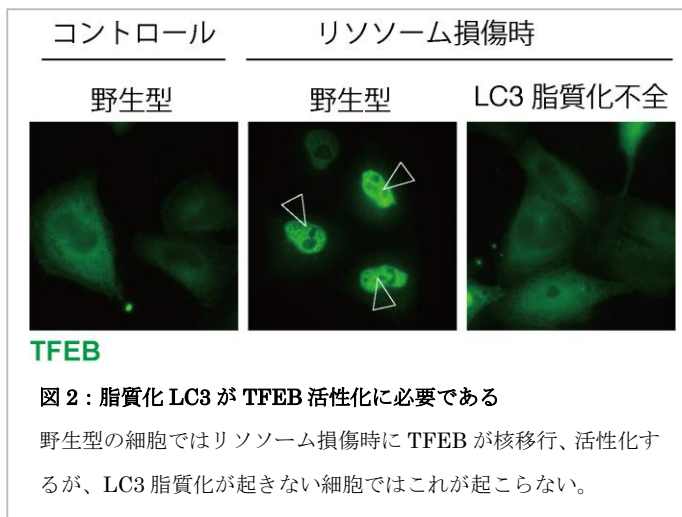 コントロール リソソーム損傷時
野生型 野生型 LC3 脂質化不全
TFEB
図 2：脂質化 LC3 が TFEB 活性化に必要である
野生型の細胞ではリソソーム損傷時に TFEB が核移行、活性化す
るが、LC3 脂質化が起きない細胞ではこれが起こらない。